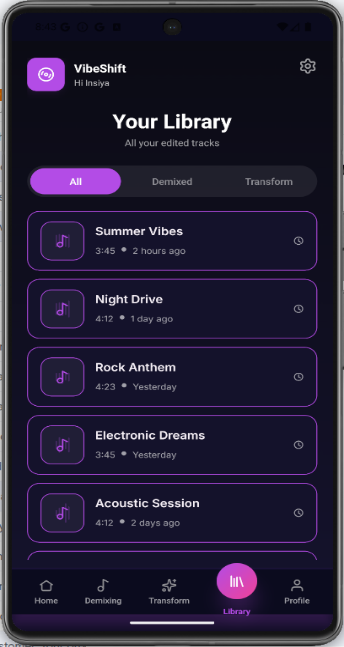 VibeShift
Hi Insiya
Your Library
All your edited tracks
All Demixed Transform
Summer Vibes
3:45 • 2 hours ago
Night Drive
4:12 • 1 day ago
Rock Anthem
4:23 • Yesterday
Electronic Dreams
3:45 • Yesterday
Acoustic Session
4:12 • 2 days ago
Home Demixing Transform Library Profile